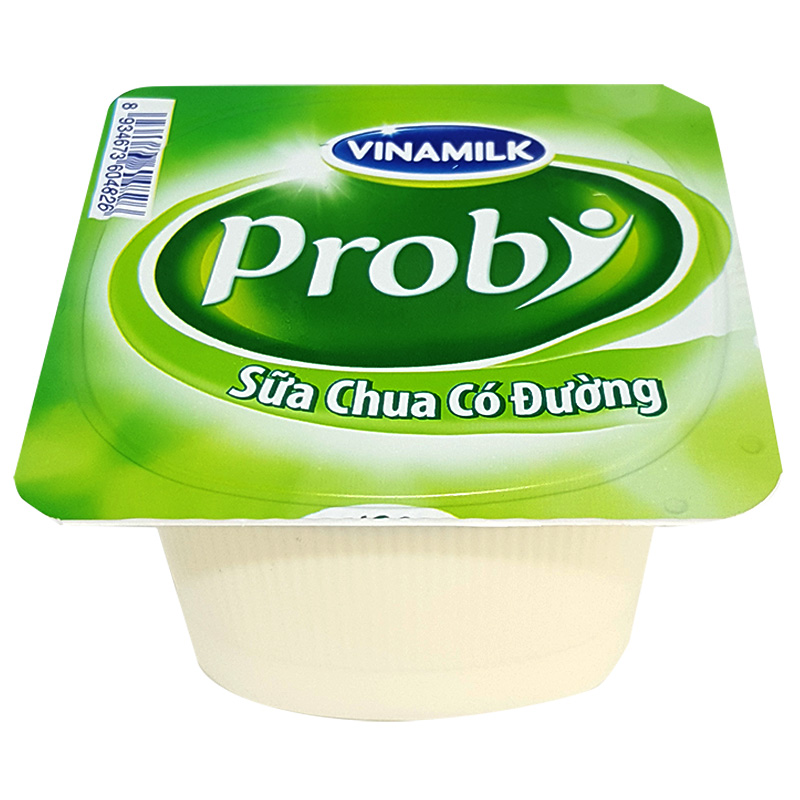 8 934673 604826
VINAMILK
Proby
Sữa Chua Có Đường